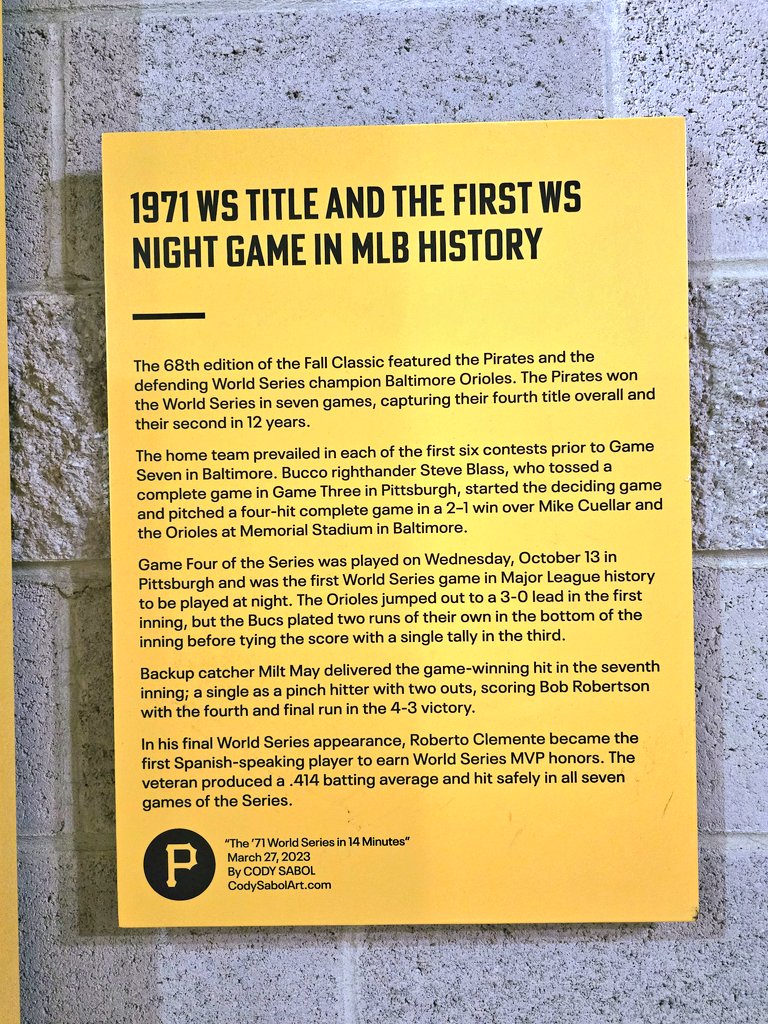 1971 WS TITLE AND THE FIRST WS
NIGHT GAME IN MLB HISTORY
The 68th edition of the Fall Classic featured the Pirates and the
defending World Series champion Baltimore Orioles. The Pirates won
the World Series in seven games, capturing their fourth title overall and
their second in 12 years.
The home team prevailed in each of the first six contests prior to Game
Seven in Baltimore. Bucco righthander Steve Blass, who tossed a
complete game in Game Three in Pittsburgh, started the deciding game
and pitched a four-hit complete game in a 2–1 win over Mike Cuellar and
the Orioles at Memorial Stadium in Baltimore.
Game Four of the Series was played on Wednesday, October 13 in
Pittsburgh and was the first World Series game in Major League history
to be played at night. The Orioles jumped out to a 3-0 lead in the first
inning, but the Bucs plated two runs of their own in the bottom of the
inning before tying the score with a single tally in the third.
Backup catcher Milt May delivered the game-winning hit in the seventh
inning; a single as a pinch hitter with two outs, scoring Bob Robertson
with the fourth and final run in the 4-3 victory.
In his final World Series appearance, Roberto Clemente became the
first Spanish-speaking player to earn World Series MVP honors. The
veteran produced a .414 batting average and hit safely in all seven
games of the Series.
P
"The '71 World Series in 14 Minutes"
March 27, 2023
By CODY SABOL
CodySabolArt.com